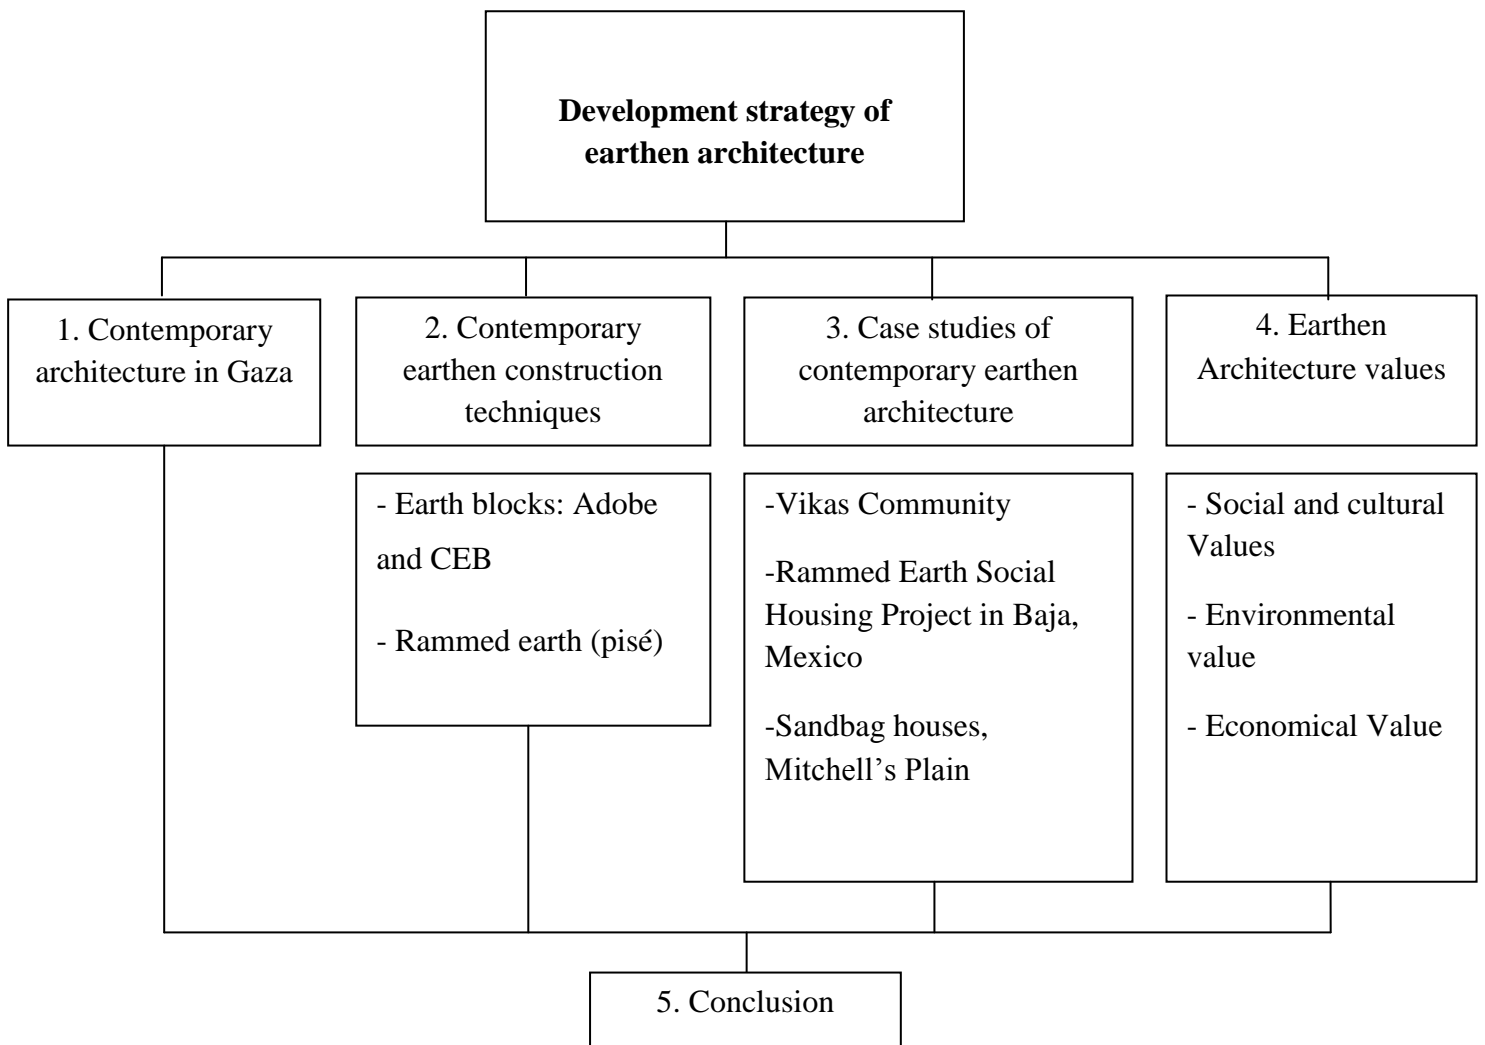 Development strategy of
earthen architecture
1. Contemporary
architecture in Gaza
2. Contemporary
earthen construction
techniques
3. Case studies of
contemporary earthen
architecture
4. Earthen
Architecture values
- Earth blocks: Adobe
and CEB
- Rammed earth (pisé)
-Vikas Community
-Rammed Earth Social
Housing Project in Baja,
Mexico
-Sandbag houses,
Mitchell’s Plain
- Social and cultural
Values
- Environmental
value
- Economical Value
5. Conclusion